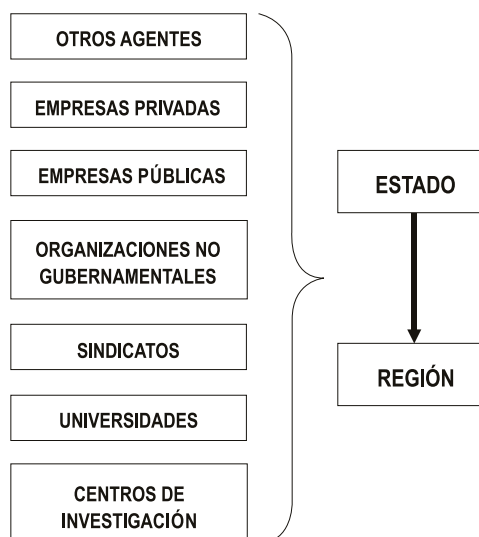 OTROS AGENTES
EMPRESAS PRIVADAS
EMPRESAS PÚBLICAS
ORGANIZACIONES NO
GUBERNAMENTALES
SINDICATOS
UNIVERSIDADES
CENTROS DE
INVESTIGACIÓN
ESTADO
REGIÓN